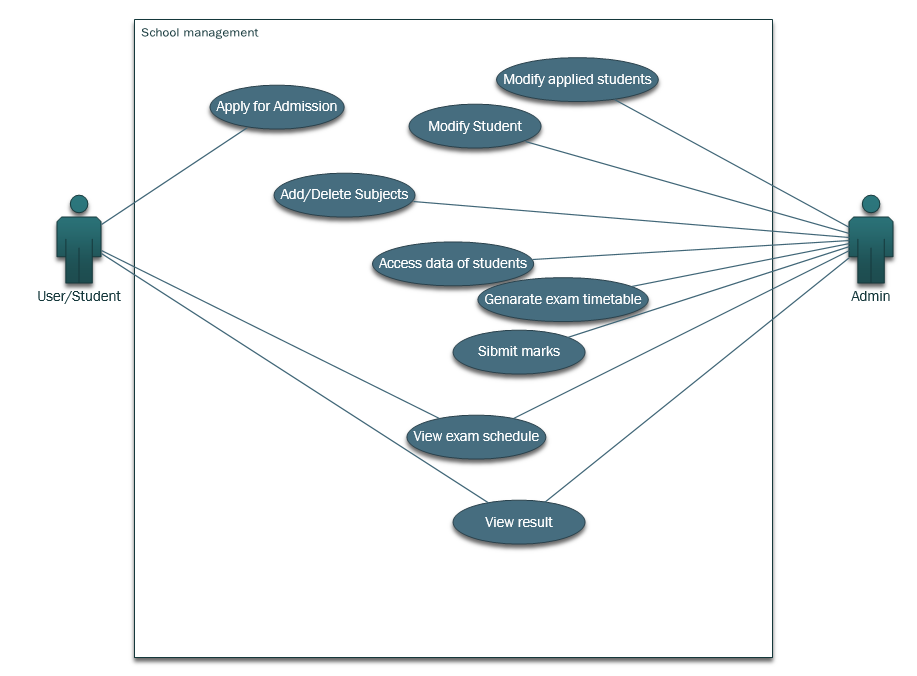 School management
Modify applied students
Apply for Admission
Modify Student
Add/Delete Subjects
Access data of students
Genarate exam timetable
User/Student
Admin
Sibmit marks
View exam schedule
View result